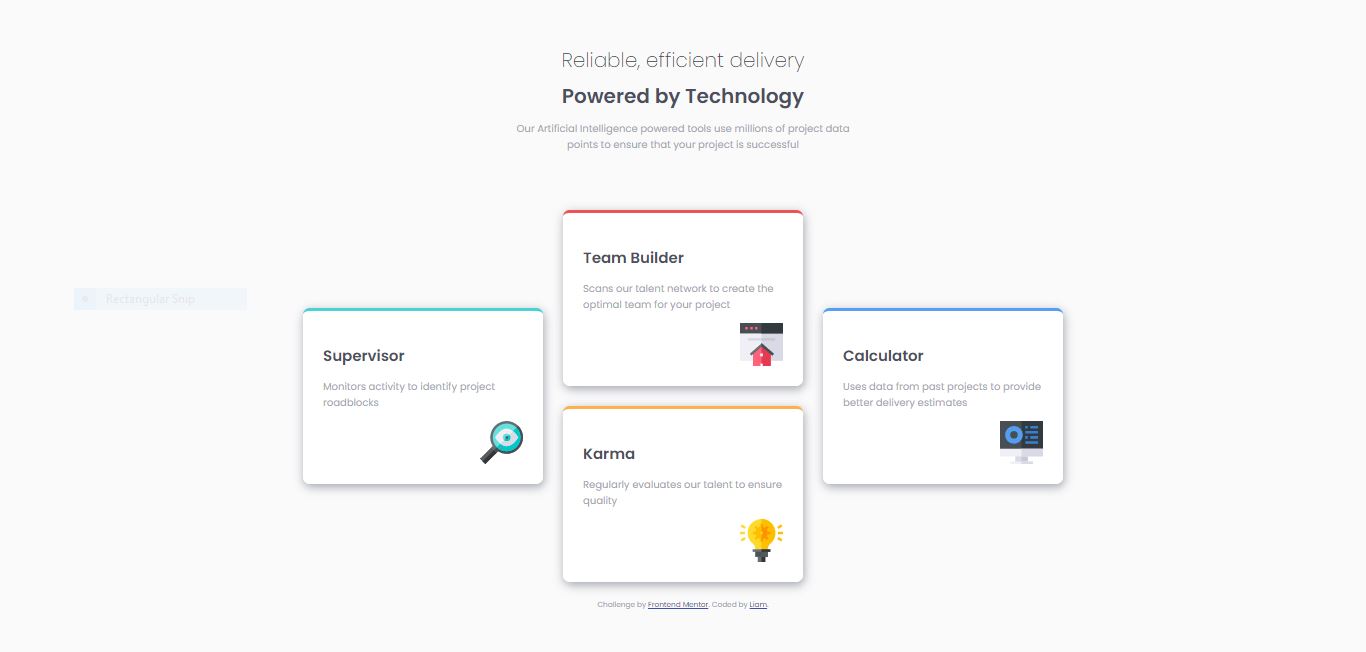 Reliable, efficient delivery
Powered by Technology
Our Artificial Intelligence powered tools use millions of project data
points to ensure that your project is successful
Team Builder
Scans our talent network to create the
optimal team for your project
Rectangular Snip
Supervisor
Monitors activity to identify project
roadblocks
Calculator
Uses data from past projects to provide
better delivery estimates
Karma
Regularly evaluates our talent to ensure
quality
Challenge by Frontend Mentor. Coded by Liam.